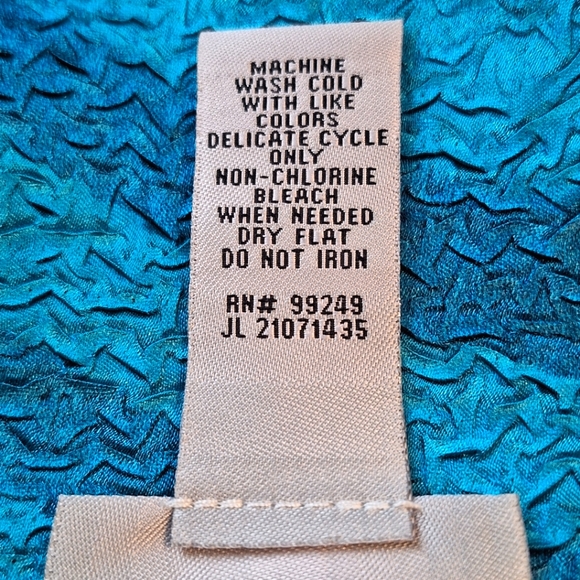 MACHINE
WASH COLD
WITH LIKE
COLORS
DELICATE CYCLE
ONLY
NON-CHLORINE
BLEACH
WHEN NEEDED
DRY FLAT
DO NOT IRON
RN# 99249
JL 21071435